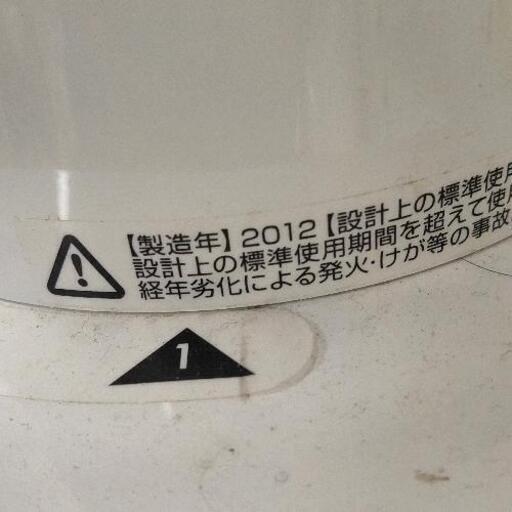 【製造年】2012【設計上の標準使用
設計上の標準使用期間を超えて使用
経年劣化による発火・けが等の事故
1